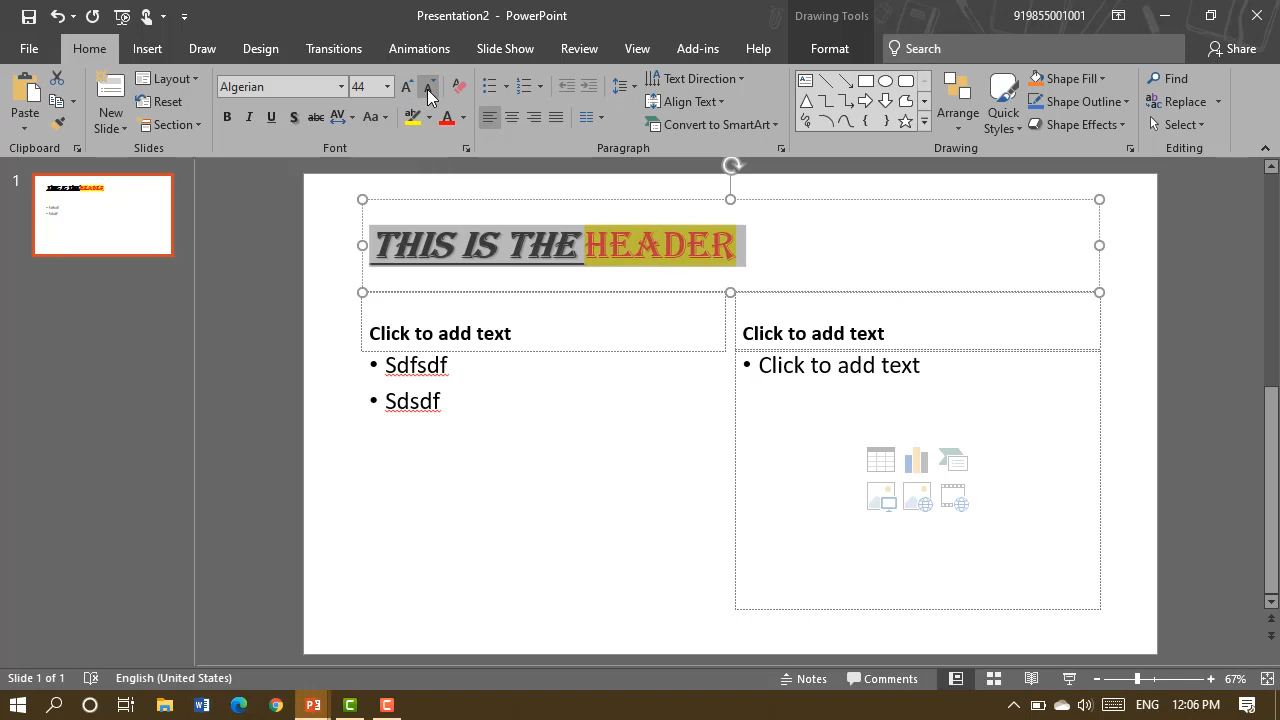 Presentation2 - PowerPoint
Drawing Tools
919855001001
File
Home
Insert
Draw
Design
Transitions
Animations
Slide Show
Review
View
Add-ins
Help
Format
Search
Share
Paste
Clipboard
New
Slide
Layout
Reset
Section
Slides
Algerian
44
B I U S abc AV Aa
Font
Text Direction
Align Text
Convert to SmartArt
Paragraph
Arrange
Quick
Styles
Shape Fill
Shape Outline
Shape Effects
Drawing
Find
Replace
Select
Editing
1
THIS IS THE HEADER
Click to add text
• Sdfsdf
• Sdsdf
Click to add text
• Click to add text
Slide 1 of 1
English (United States)
Notes
Comments
67%
ENG
12:06 PM